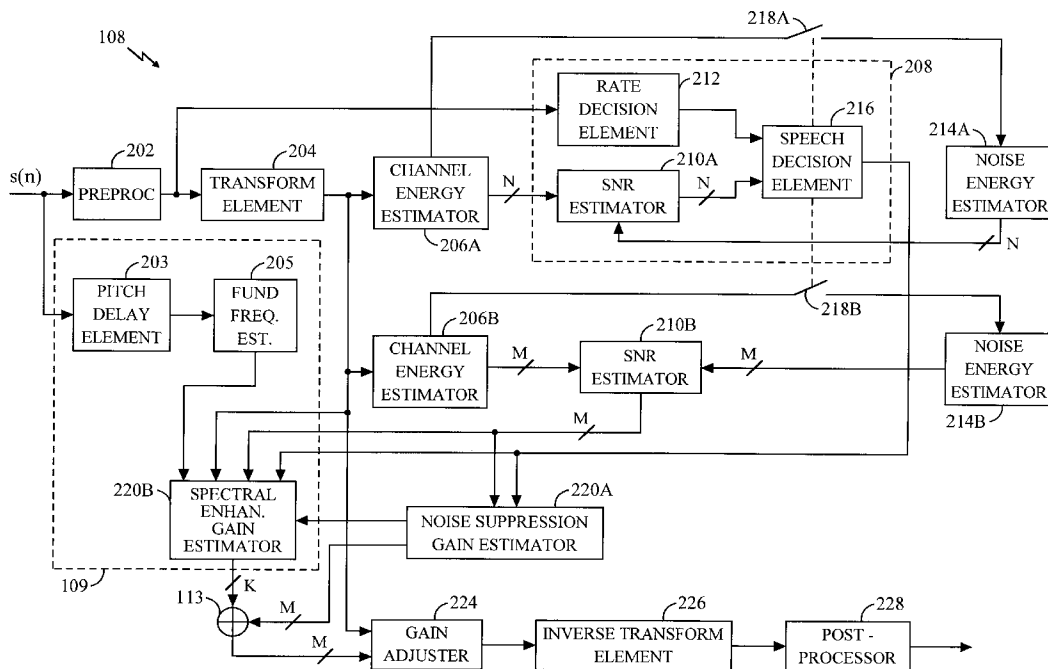 218A
108
208
212
RATE
DECISION
ELEMENT
216
SPEECH
DECISION
ELEMENT
214A
NOISE
ENERGY
ESTIMATOR
N
202
s(n)
PREPROC
204
TRANSFORM
ELEMENT
CHANNEL
ENERGY
ESTIMATOR
206A
N
210A
SNR
ESTIMATOR
N
203
PITCH
DELAY
ELEMENT
205
FUND
FREQ.
EST.
218B
206B
CHANNEL
ENERGY
ESTIMATOR
M
210B
SNR
ESTIMATOR
M
NOISE
ENERGY
ESTIMATOR
214B
M
220B
SPECTRAL
ENHAN.
GAIN
ESTIMATOR
220A
NOISE SUPPRESSION
GAIN ESTIMATOR
109
K
113
M
M
224
GAIN
ADJUSTER
226
INVERSE TRANSFORM
ELEMENT
228
POST -
PROCESSOR